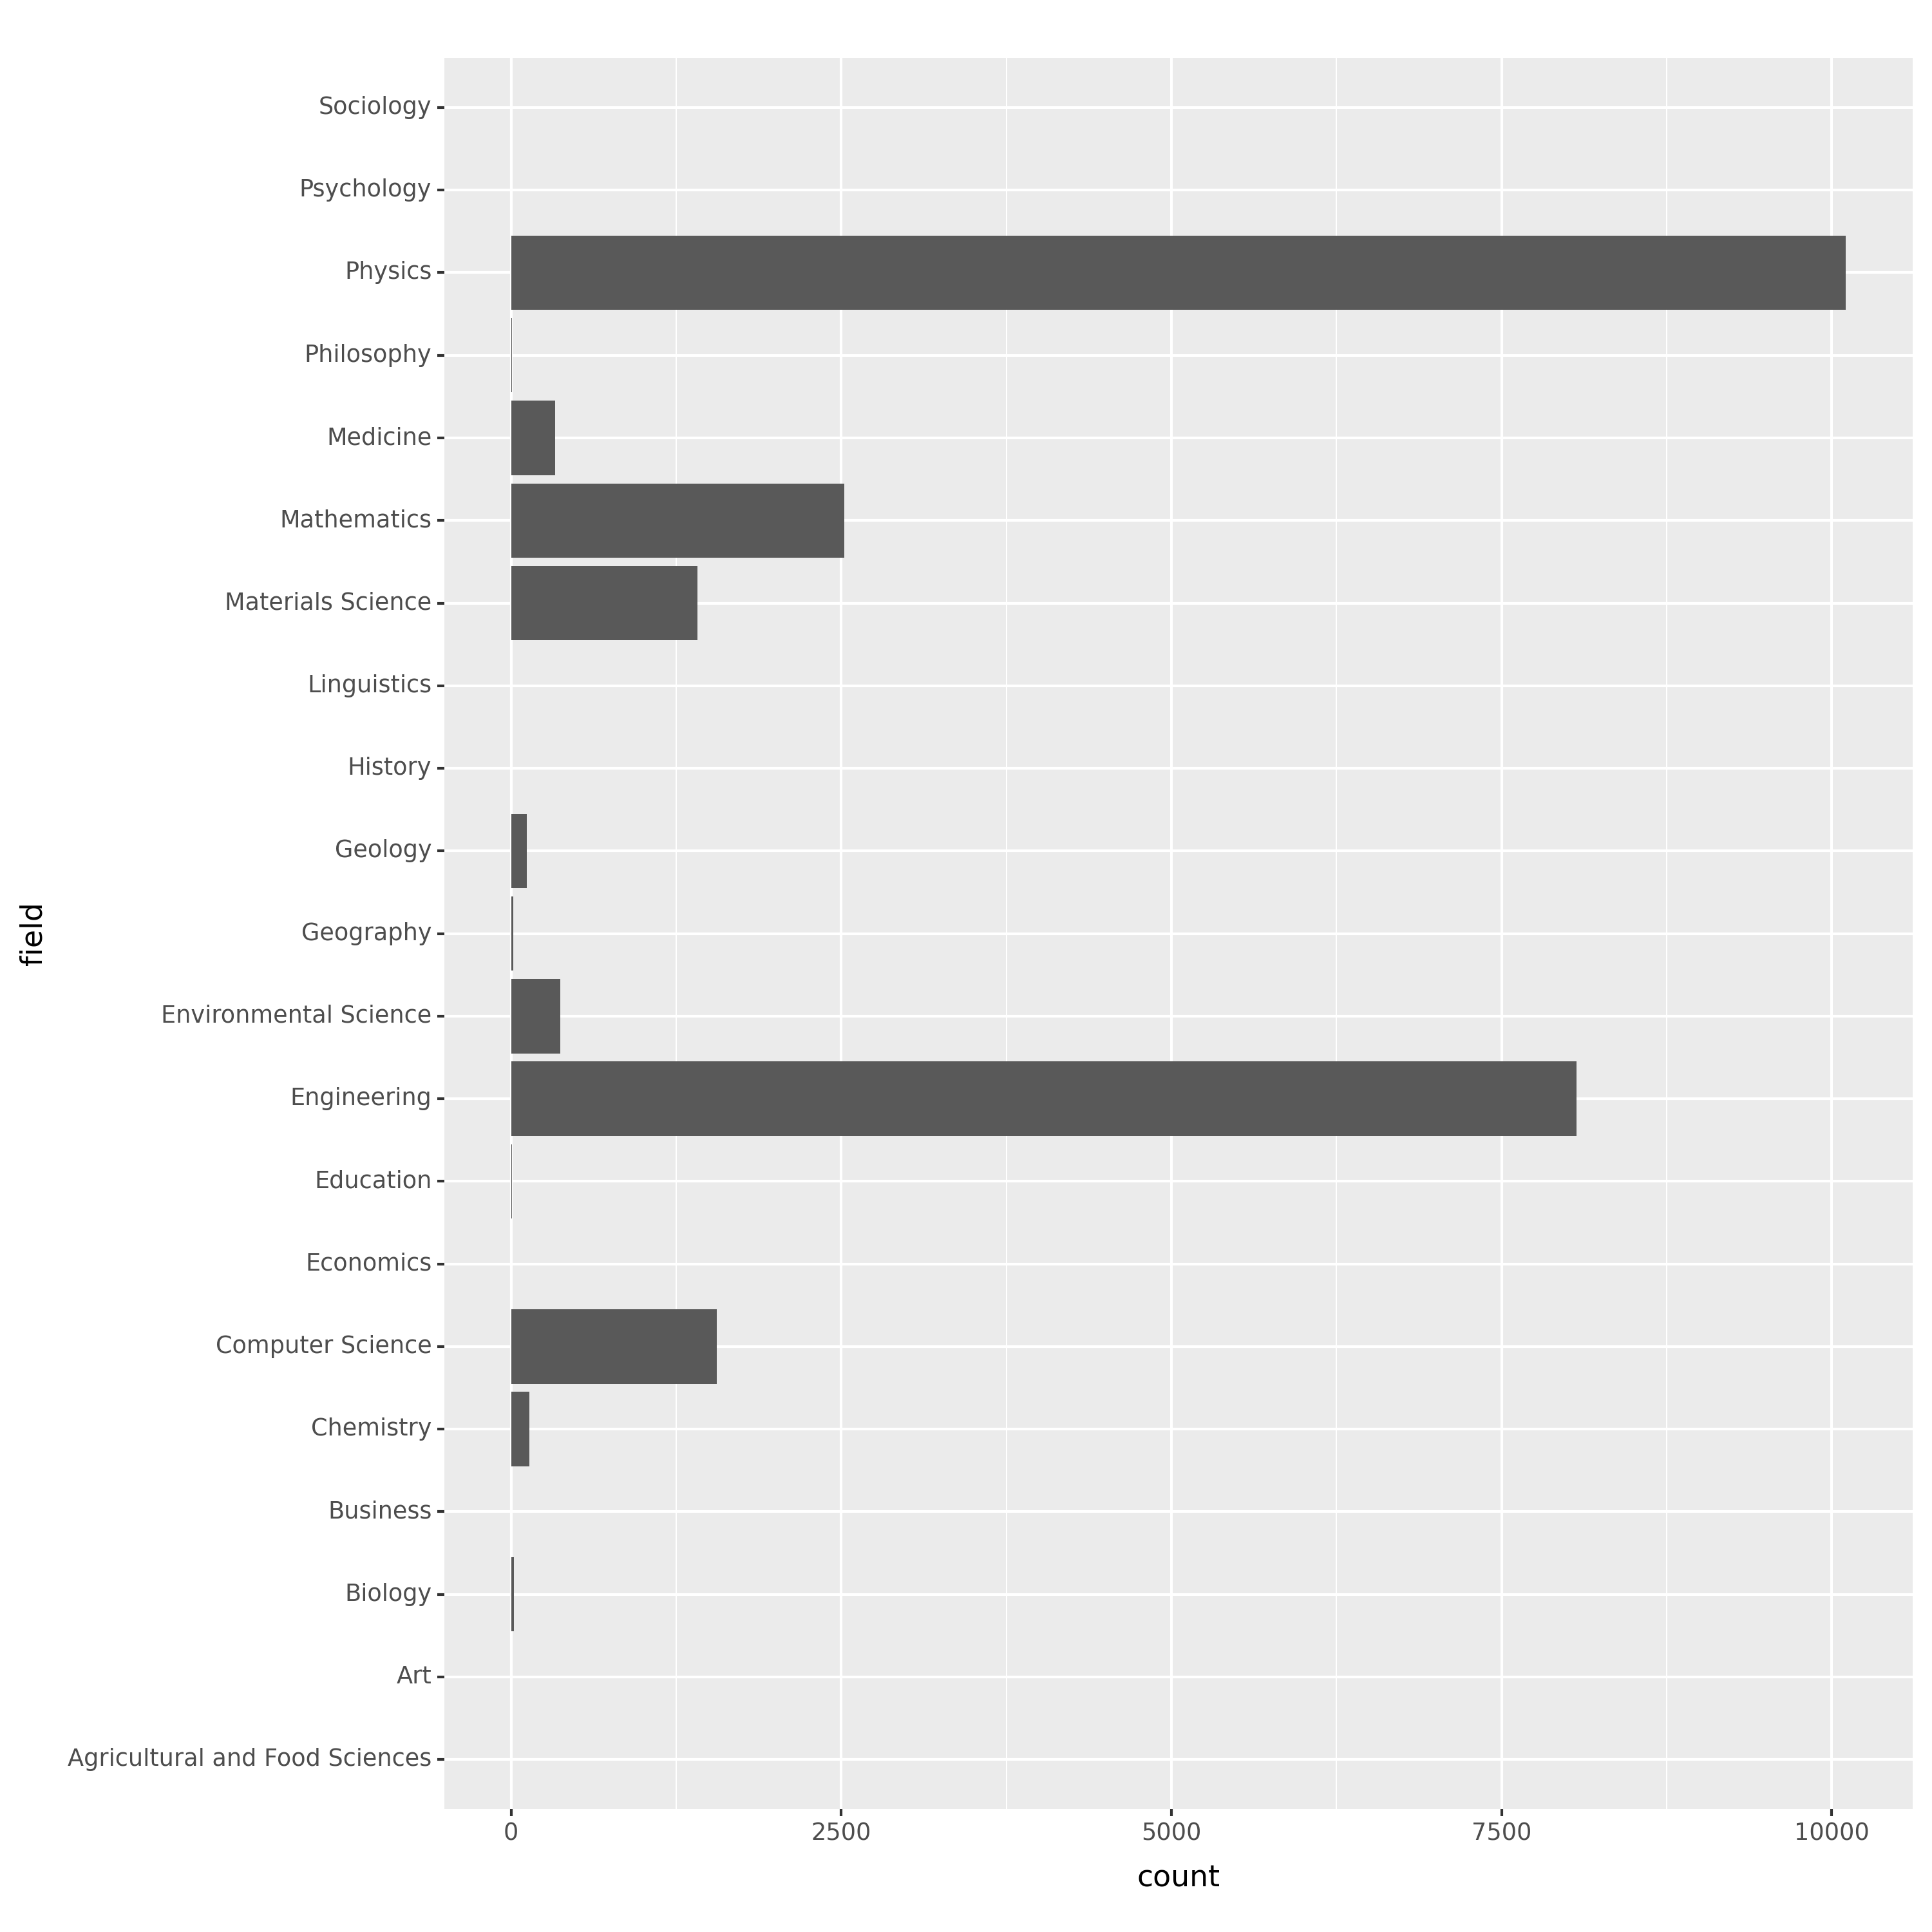 Sociology
Psychology
Physics
Philosophy
Medicine
Mathematics
Materials Science
Linguistics
History
Geology
Geography
Environmental Science
Engineering
Education
Economics
Computer Science
Chemistry
Business
Biology
Art
Agricultural and Food Sciences
field
0 2500 5000 7500 10000
count